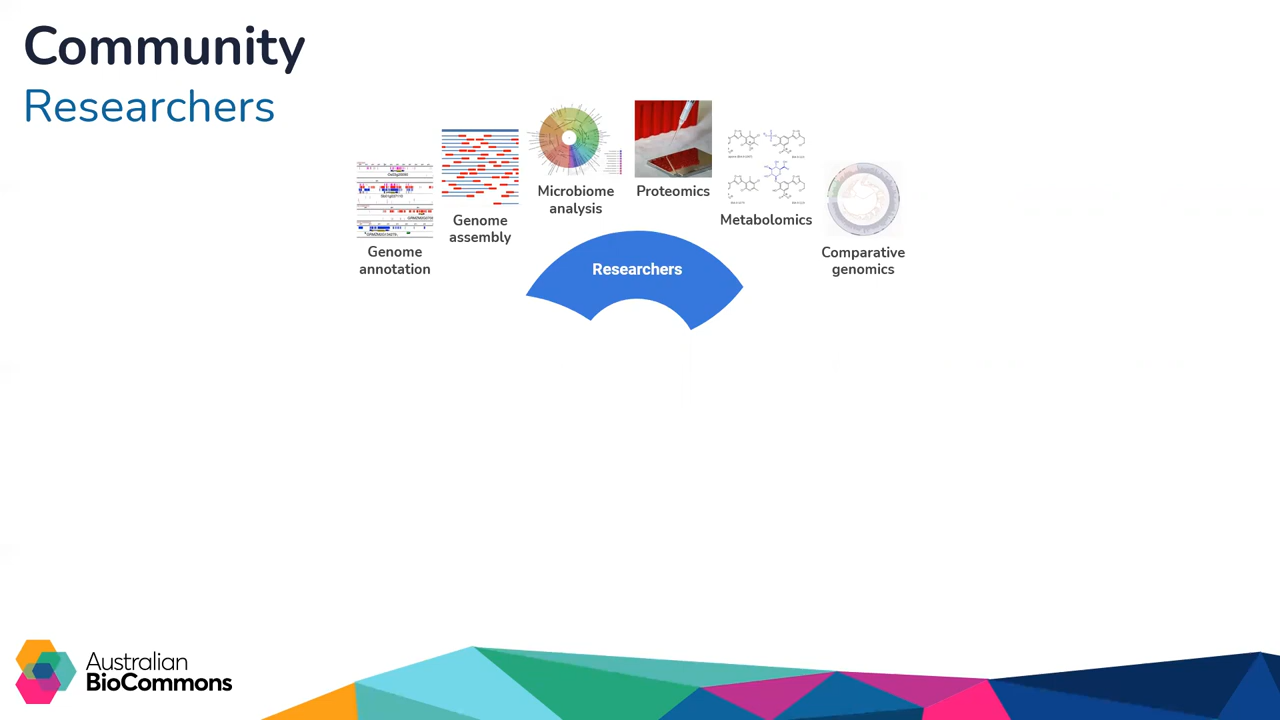 Community
Researchers
Genome
annotation
Genome
assembly
Microbiome
analysis
Proteomics
Metabolomics
Comparative
genomics
Researchers
Australian
BioCommons